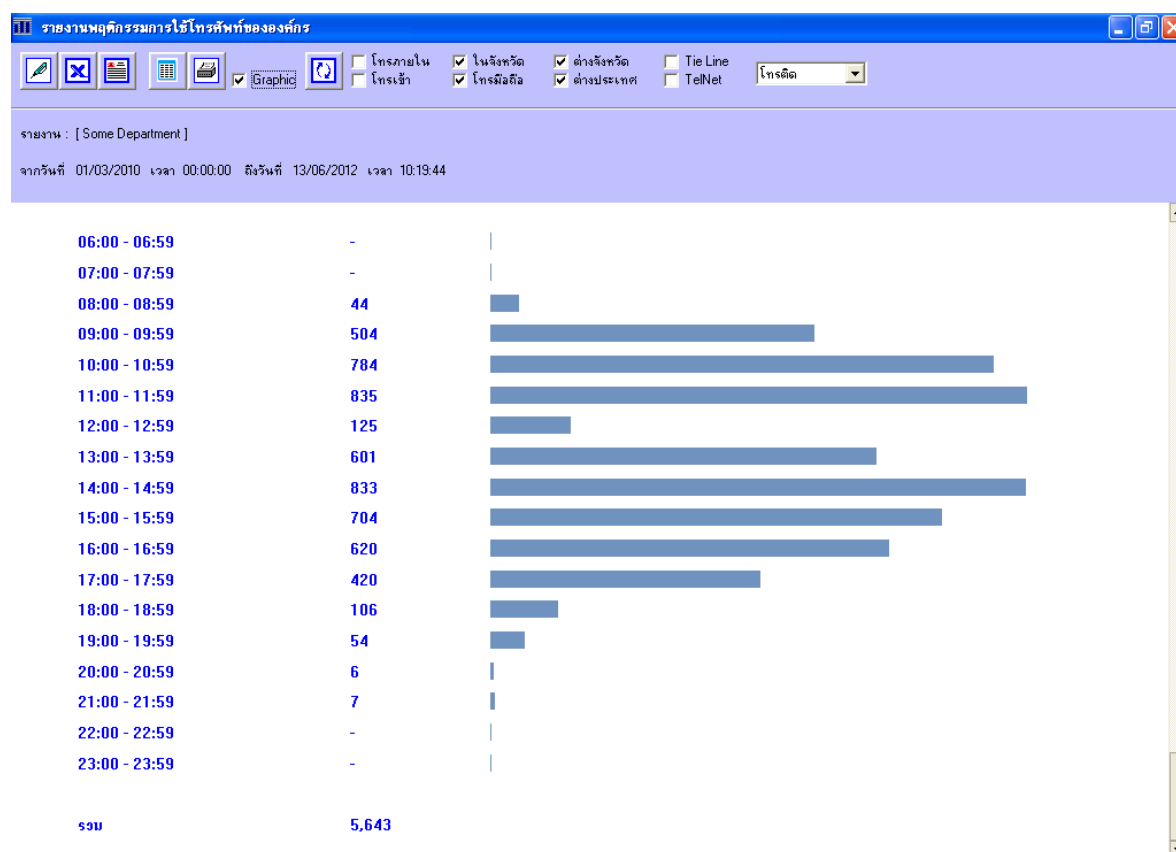 รายงานพฤติกรรมการใช้โทรศัพท์ขององค์กร
Graphic
โทรภายใน ในจังหวัด ต่างจังหวัด Tie Line
โทรเข้า โทรมือถือ ต่างประเทศ TelNet
โทรติด
รายงาน : [ Some Department ]
จากวันที่ 01/03/2010 เวลา 00:00:00 ถึงวันที่ 13/06/2012 เวลา 10:19:44
06:00 - 06:59 -
07:00 - 07:59 -
08:00 - 08:59 44
09:00 - 09:59 504
10:00 - 10:59 784
11:00 - 11:59 835
12:00 - 12:59 125
13:00 - 13:59 601
14:00 - 14:59 833
15:00 - 15:59 704
16:00 - 16:59 620
17:00 - 17:59 420
18:00 - 18:59 106
19:00 - 19:59 54
20:00 - 20:59 6
21:00 - 21:59 7
22:00 - 22:59 -
23:00 - 23:59 -
รวม 5,643